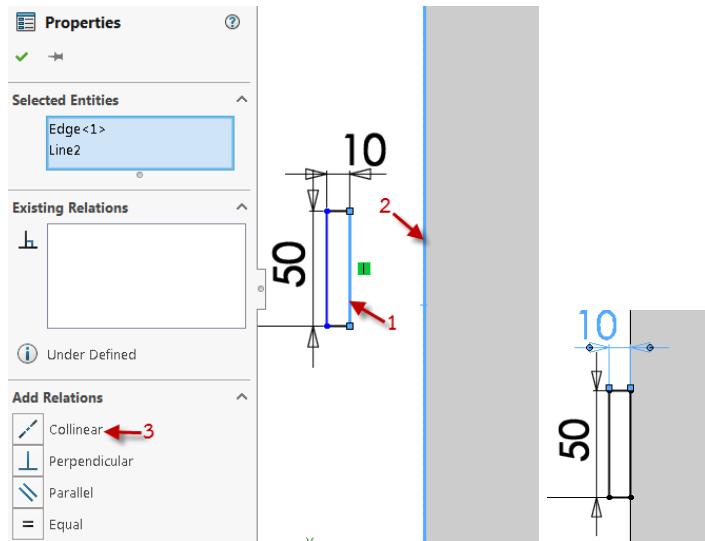 Properties
Selected Entities
Edge<1>
Line2
Existing Relations
Under Defined
Add Relations
Collinear
3
Perpendicular
Parallel
Equal
10
2
50
1
10
50